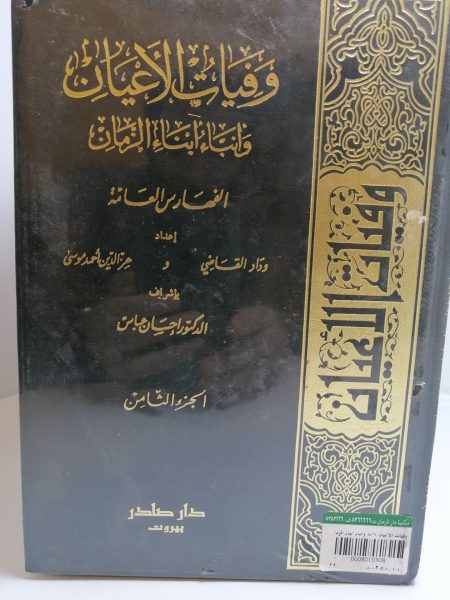 وفيات الأعيان
وأنباء أبناء الزمان
الفهارس العامة
إعداد
وداد القاضي و عز الدين أحمد موسى
بإشراف
الدكتور إحسان عباس
الجزء الثامن
دار صادر
بيروت
وفيات الأعيان
0008010308